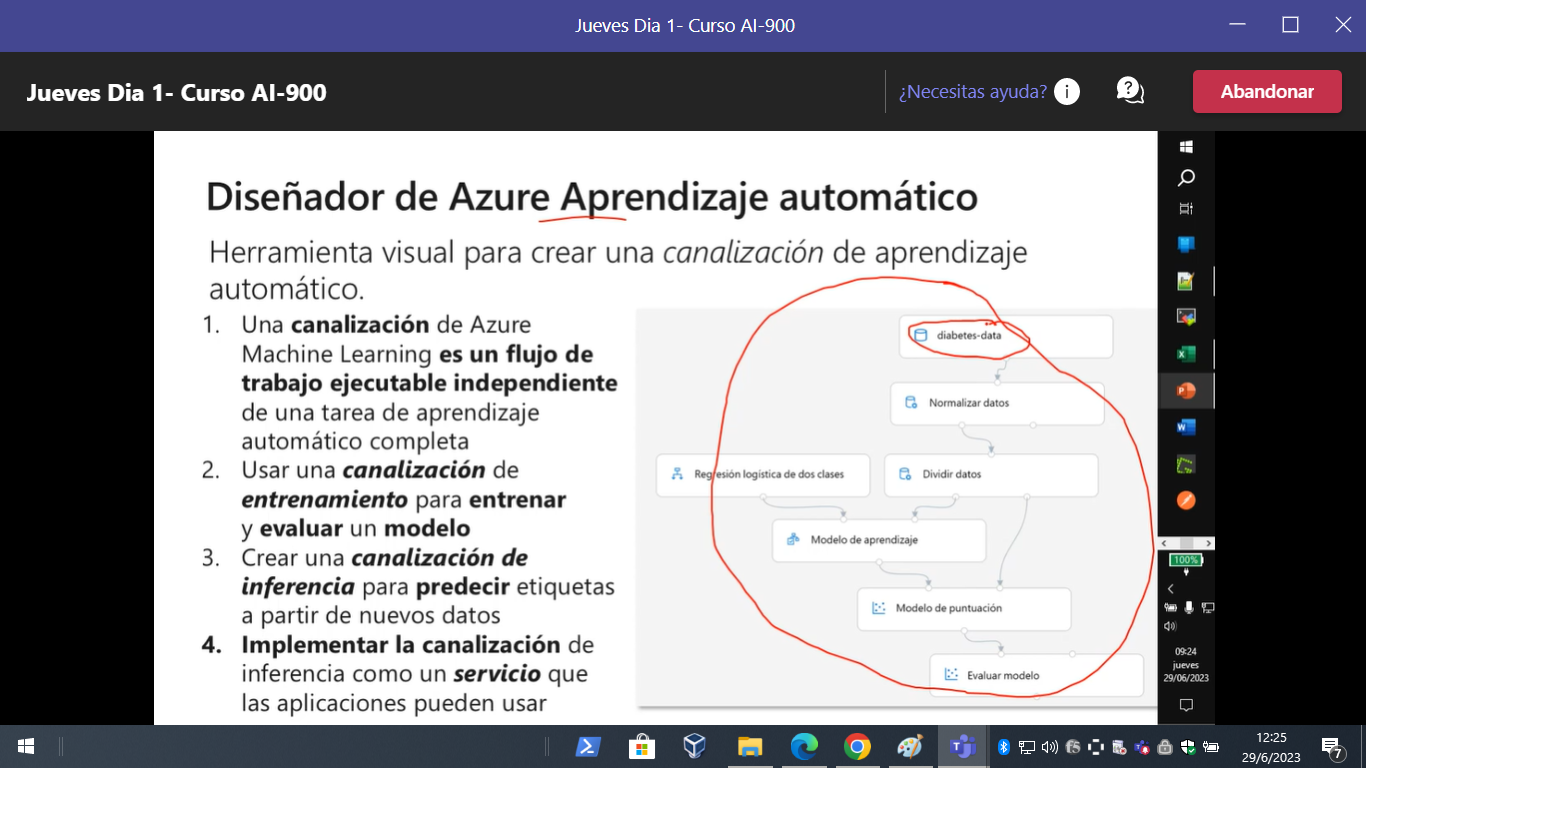 Jueves Dia 1- Curso AI-900
Jueves Dia 1- Curso AI-900
¿Necesitas ayuda?
Abandonar
Diseñador de Azure Aprendizaje automático
Herramienta visual para crear una canalización de aprendizaje
automático.
1. Una canalización de Azure
Machine Learning es un flujo de
trabajo ejecutable independiente
de una tarea de aprendizaje
automático completa
2. Usar una canalización de
entrenamiento para entrenar
y evaluar un modelo
3. Crear una canalización de
inferencia para predecir etiquetas
a partir de nuevos datos
4. Implementar la canalización de
inferencia como un servicio que
las aplicaciones pueden usar
diabetes-data
Normalizar datos
Regresión logística de dos clases
Dividir datos
Modelo de aprendizaje
Modelo de puntuación
Evaluar modelo
100%
09:24
jueves
29/06/2023
12:25
29/6/2023
7